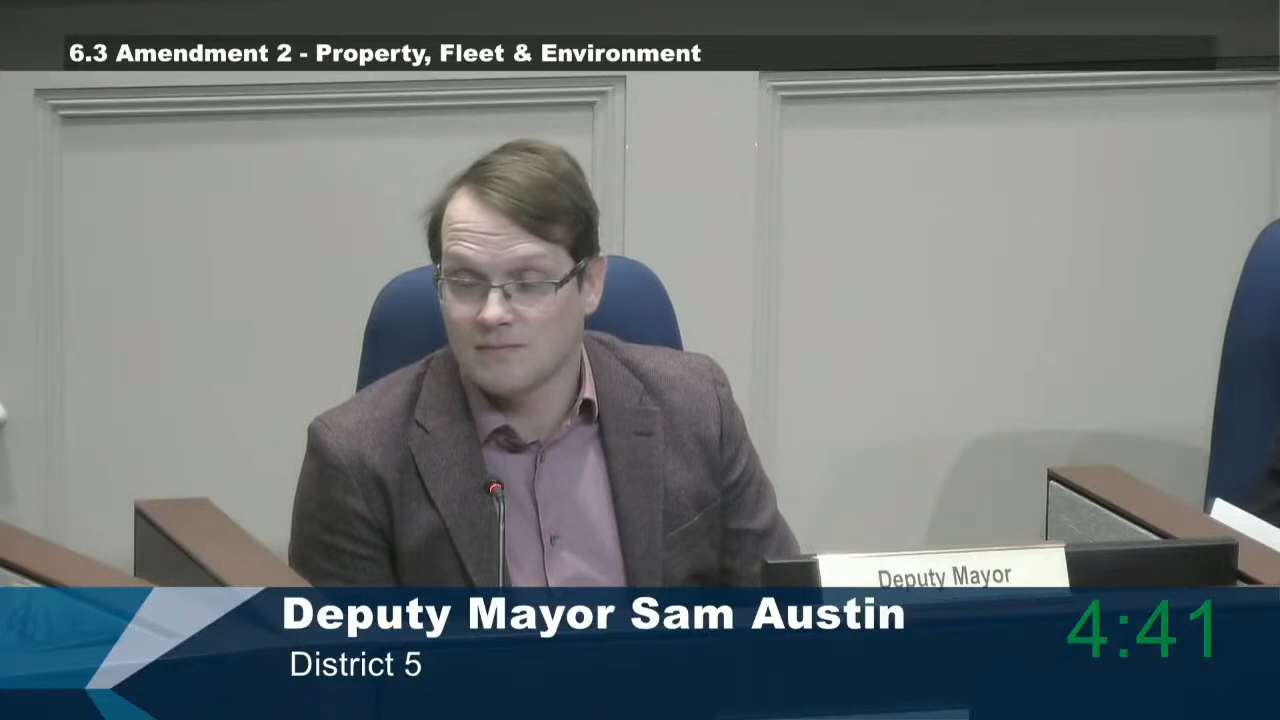 6.3 Amendment 2 - Property, Fleet & Environment
Deputy Mayor
Deputy Mayor Sam Austin
District 5
4:41